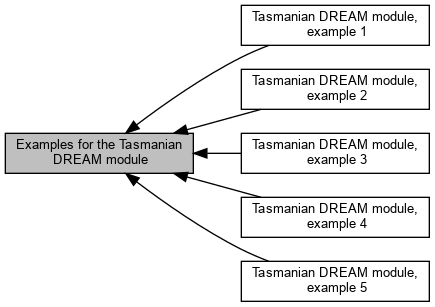 Tasmanian DREAM module,
example 1
Tasmanian DREAM module,
example 2
Examples for the Tasmanian
DREAM module
Tasmanian DREAM module,
example 3
Tasmanian DREAM module,
example 4
Tasmanian DREAM module,
example 5